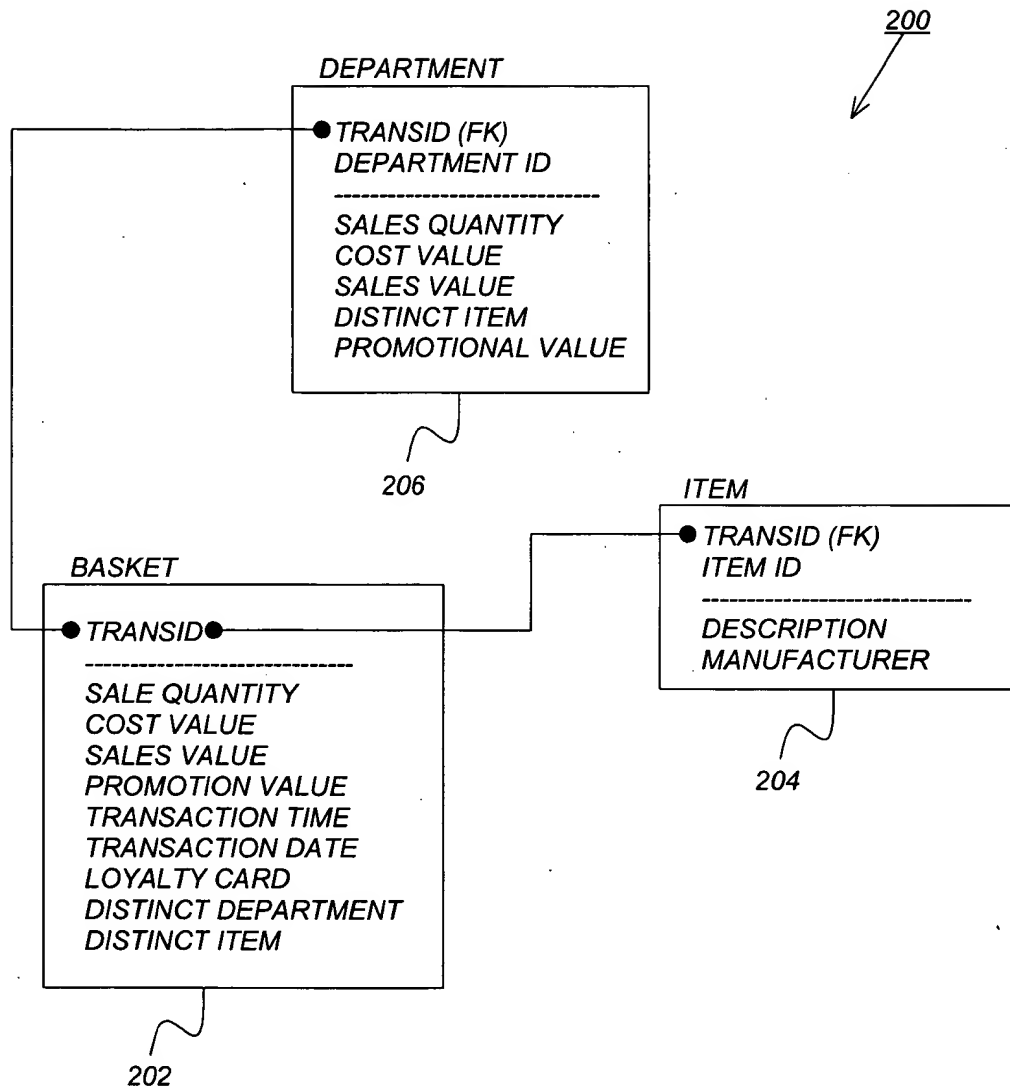 200
DEPARTMENT
TRANSID (FK)
DEPARTMENT ID
SALES QUANTITY
COST VALUE
SALES VALUE
DISTINCT ITEM
PROMOTIONAL VALUE
206
ITEM
TRANSID (FK)
ITEM ID
DESCRIPTION
MANUFACTURER
204
BASKET
TRANSID
SALE QUANTITY
COST VALUE
SALES VALUE
PROMOTION VALUE
TRANSACTION TIME
TRANSACTION DATE
LOYALTY CARD
DISTINCT DEPARTMENT
DISTINCT ITEM
202